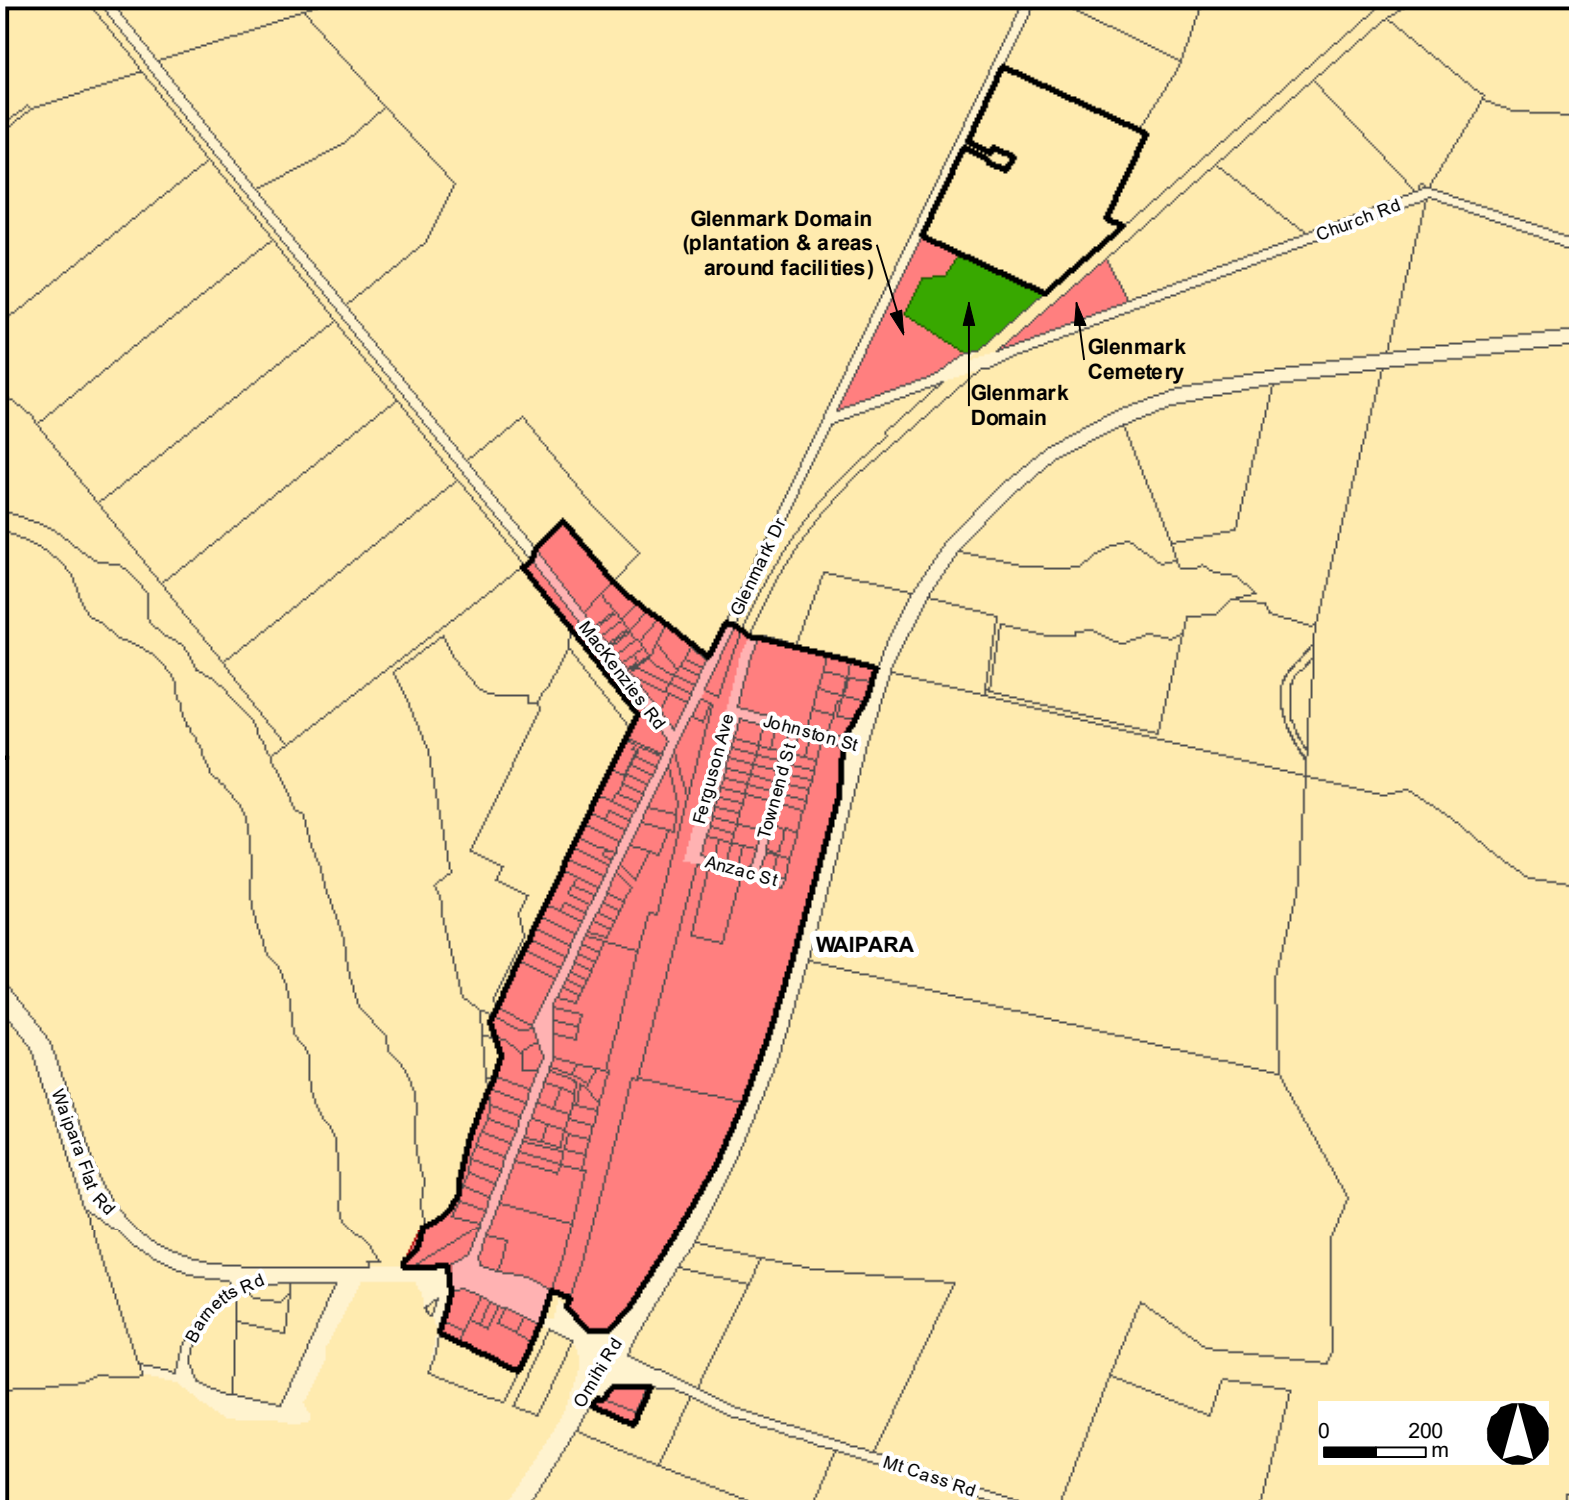 Church Rd
Glenmark Domain
(plantation & areas
around facilities)
Glenmark
Cemetery
Glenmark
Domain
Glenmark Dr
MacKenzies Rd
Johnston St
Ferguson Ave
Townend St
Anzac St
WAIPARA
Waipara Flat Rd
Barnetts Rd
Omihi Rd
Mt Cass Rd
0 200
m